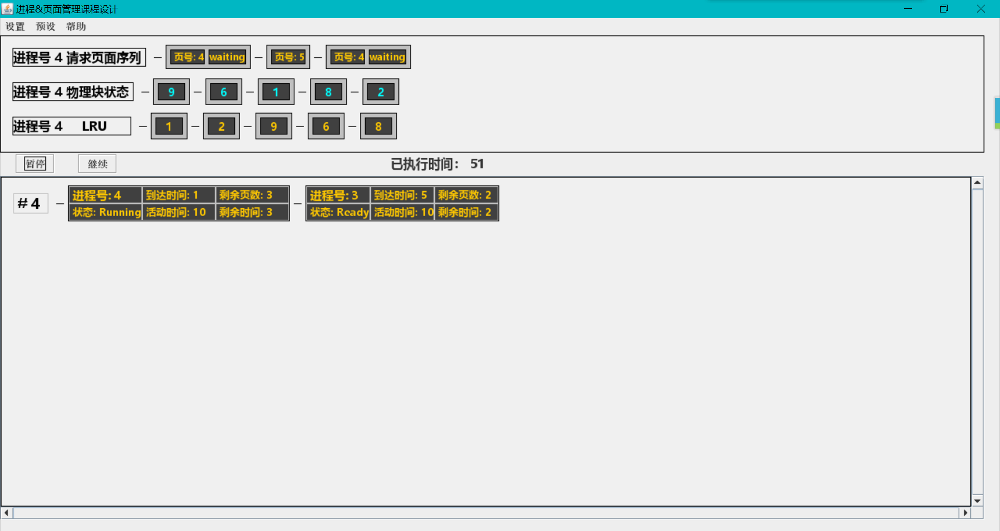 进程&页面管理课程设计
设置 预设 帮助
进程号 4 请求页面序列 – 页号: 4 waiting – 页号: 5 – 页号: 4 waiting
进程号 4 物理块状态 – 9 – 6 – 1 – 8 – 2
进程号 4 LRU – 1 – 2 – 9 – 6 – 8
暂停 继续 已执行时间： 51
# 4 – 进程号: 4 到达时间: 1 剩余页数: 3 – 进程号: 3 到达时间: 5 剩余页数: 2
状态: Running 活动时间: 10 剩余时间: 3 状态: Ready 活动时间: 10 剩余时间: 2